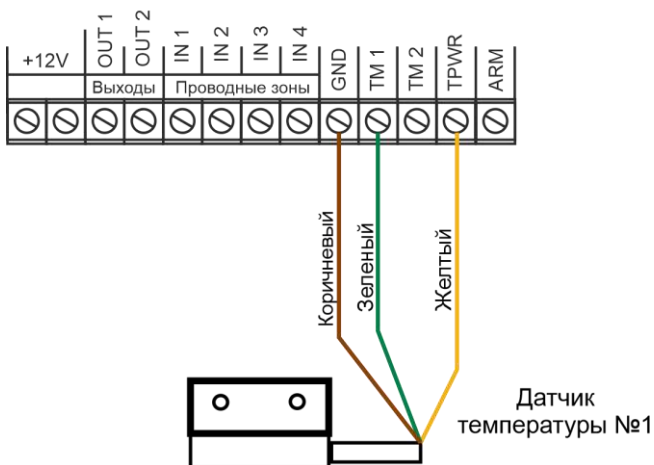 +12V
OUT 1
OUT 2
IN 1
IN 2
IN 3
IN 4
GND
TM 1
TM 2
TPWR
ARM
Выходы
Проводные зоны
Коричневый
Зеленый
Желтый
Датчик
температуры №1